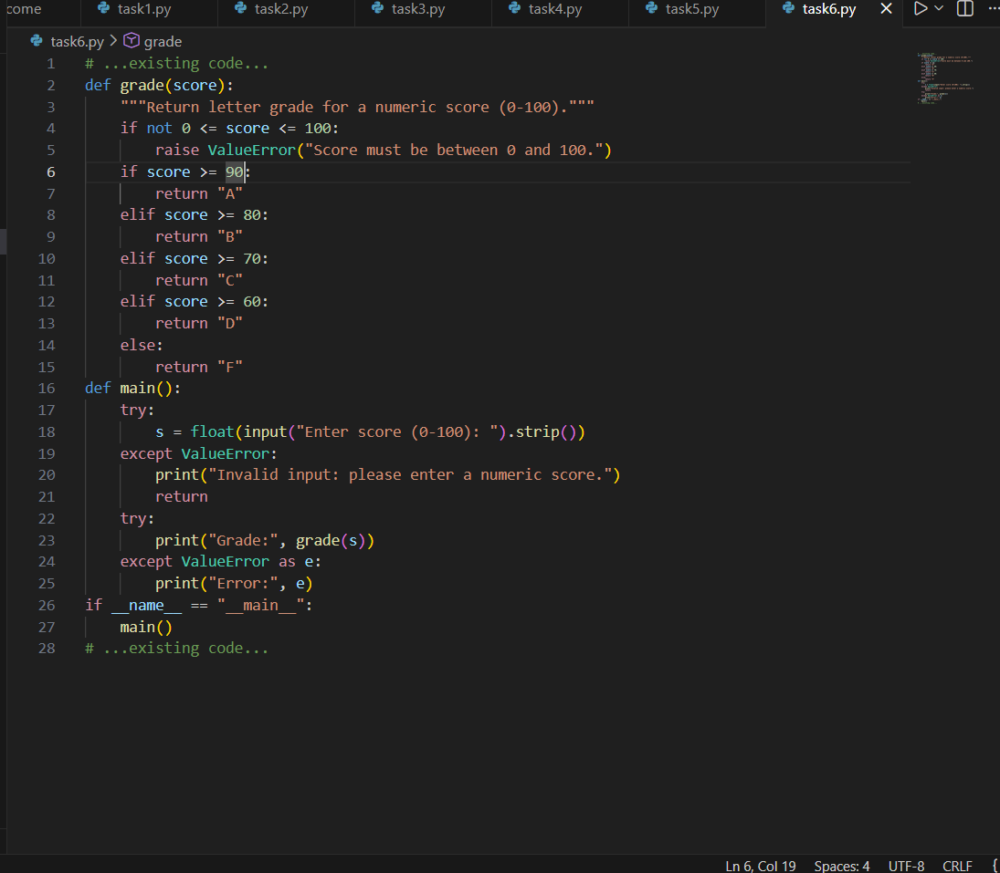 come task1.py task2.py task3.py task4.py task5.py task6.py
task6.py > grade
1 # ...existing code...
2 def grade(score):
3     """Return letter grade for a numeric score (0-100)."""
4     if not 0 <= score <= 100:
5         raise ValueError("Score must be between 0 and 100.")
6     if score >= 90:
7         return "A"
8     elif score >= 80:
9         return "B"
10     elif score >= 70:
11         return "C"
12     elif score >= 60:
13         return "D"
14     else:
15         return "F"
16 def main():
17     try:
18         s = float(input("Enter score (0-100): ").strip())
19     except ValueError:
20         print("Invalid input: please enter a numeric score.")
21         return
22     try:
23         print("Grade:", grade(s))
24     except ValueError as e:
25         print("Error:", e)
26 if __name__ == "__main__":
27     main()
28 # ...existing code...
Ln 6, Col 19 Spaces: 4 UTF-8 CRLF {